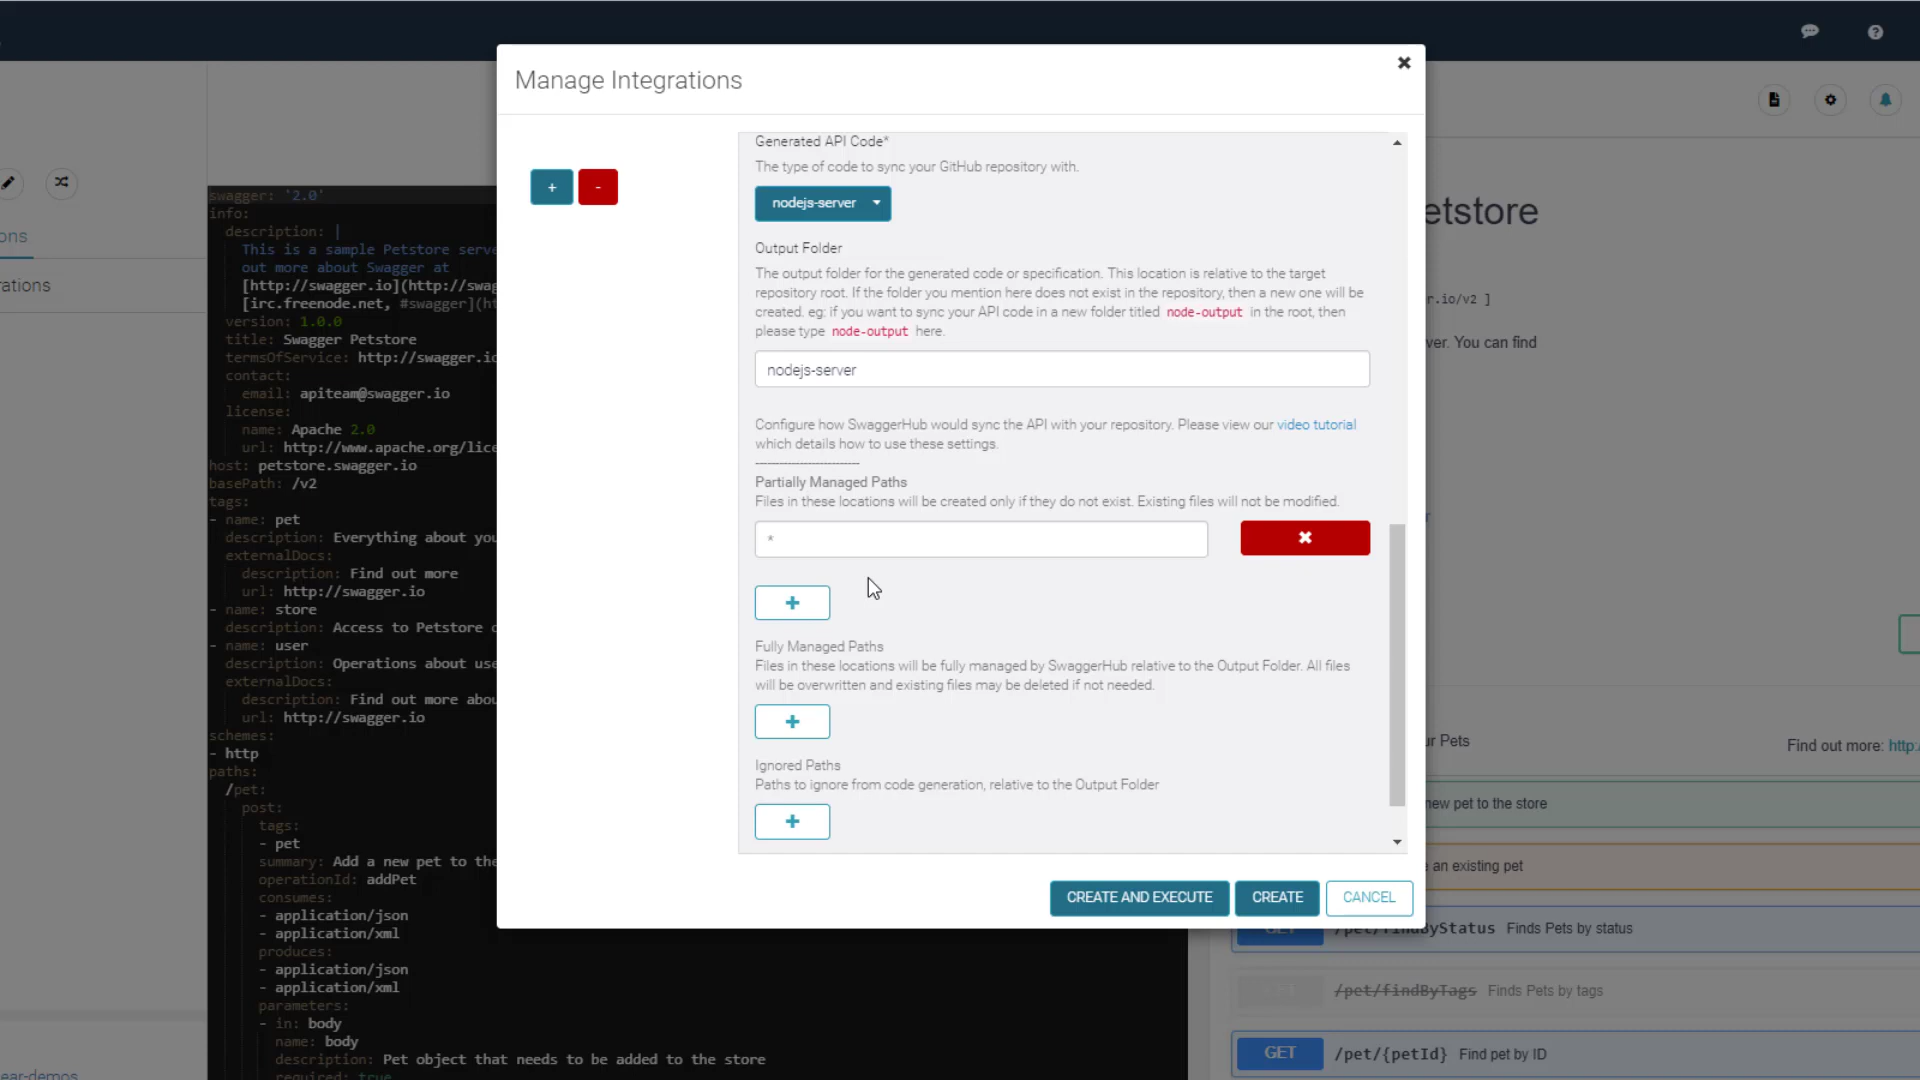 Manage Integrations
Generated API Code*
The type of code to sync your GitHub repository with.
nodejs-server
Output Folder
The output folder for the generated code or specification. This location is relative to the target
repository root. If the folder you mention here does not exist in the repository, then a new one will be
created. eg: if you want to sync your API code in a new folder titled node-output in the root, then
please type node-output here.
nodejs-server
Configure how SwaggerHub would sync the API with your repository. Please view our video tutorial
which details how to use these settings.
--------------------------
Partially Managed Paths
Files in these locations will be created only if they do not exist. Existing files will not be modified.
*
+
Fully Managed Paths
Files in these locations will be fully managed by SwaggerHub relative to the Output Folder. All files
will be overwritten and existing files may be deleted if not needed.
+
Ignored Paths
Paths to ignore from code generation, relative to the Output Folder
+
CREATE AND EXECUTE
CREATE
CANCEL
+
-
ons
rations
ear-demos
swagger: '2.0'
info:
description: |
This is a sample Petstore serve
out more about Swagger at
[http://swagger.io](http://swag
[irc.freenode.net, #swagger](ht
version: 1.0.0
title: Swagger Petstore
termsOfService: http://swagger.io
contact:
email: apiteam@swagger.io
license:
name: Apache 2.0
url: http://www.apache.org/lice
host: petstore.swagger.io
basePath: /v2
tags:
- name: pet
description: Everything about you
externalDocs:
description: Find out more
url: http://swagger.io
- name: store
description: Access to Petstore o
- name: user
description: Operations about use
externalDocs:
description: Find out more abou
url: http://swagger.io
schemes:
- http
paths:
/pet:
post:
tags:
- pet
summary: Add a new pet to the
operationId: addPet
consumes:
- application/json
- application/xml
produces:
- application/json
- application/xml
parameters:
- in: body
name: body
description: Pet object that needs to be added to the store
required: true
etstore
r.io/v2 ]
ver. You can find
ur Pets
Find out more: http:
new pet to the store
e an existing pet
GET /pet/findByStatus Finds Pets by status
/pet/findByTags Finds Pets by tags
GET /pet/{petId} Find pet by ID